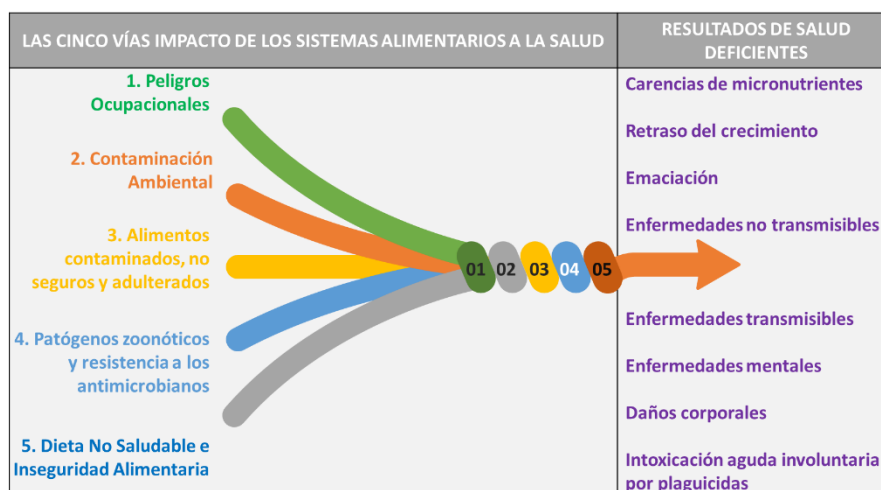 LAS CINCO VÍAS IMPACTO DE LOS SISTEMAS ALIMENTARIOS A LA SALUD
RESULTADOS DE SALUD
DEFICIENTES
1. Peligros
Ocupacionales
2. Contaminación
Ambiental
3. Alimentos
contaminados, no
seguros y adulterados
4. Patógenos zoonóticos
y resistencia a los
antimicrobianos
5. Dieta No Saludable e
Inseguridad Alimentaria
01 02 03 04 05
Carencias de micronutrientes
Retraso del crecimiento
Emaciación
Enfermedades no transmisibles
Enfermedades transmisibles
Enfermedades mentales
Daños corporales
Intoxicación aguda involuntaria
por plaguicidas